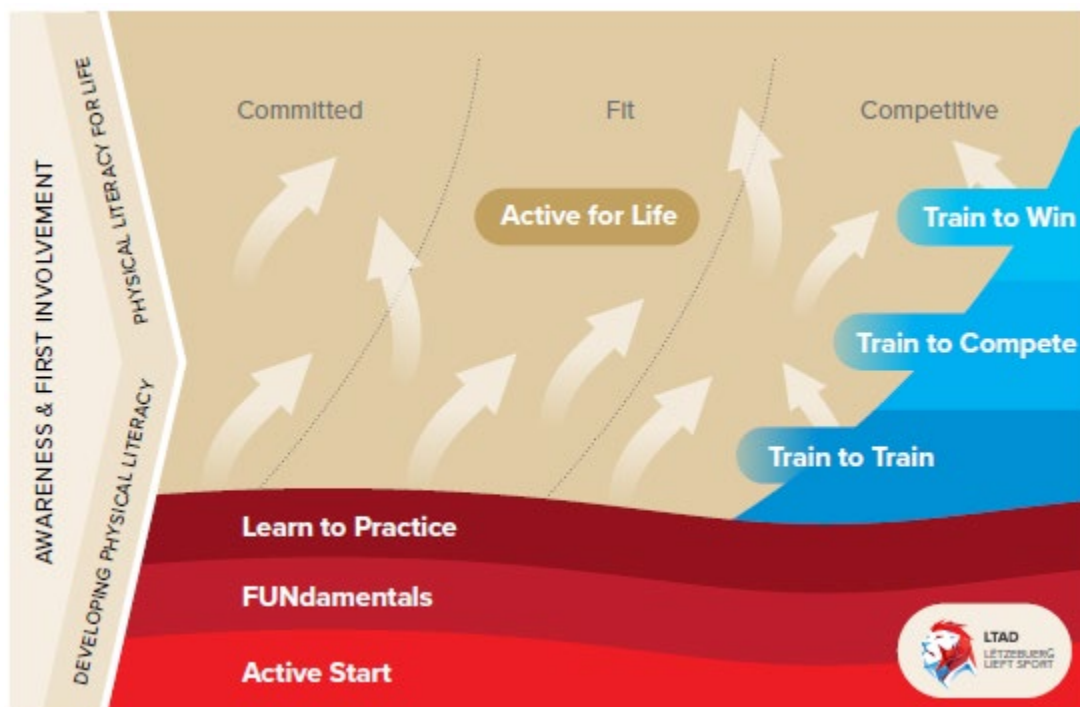 AWARENESS & FIRST INVOLVEMENT
PHYSICAL LITERACY FOR LIFE
DEVELOPING PHYSICAL LITERACY
Committed
Fit
Competitive
Active for Life
Train to Win
Train to Compete
Train to Train
Learn to Practice
FUNdamentals
Active Start
LTAD
LËTZEBUERG
LIEFT SPORT